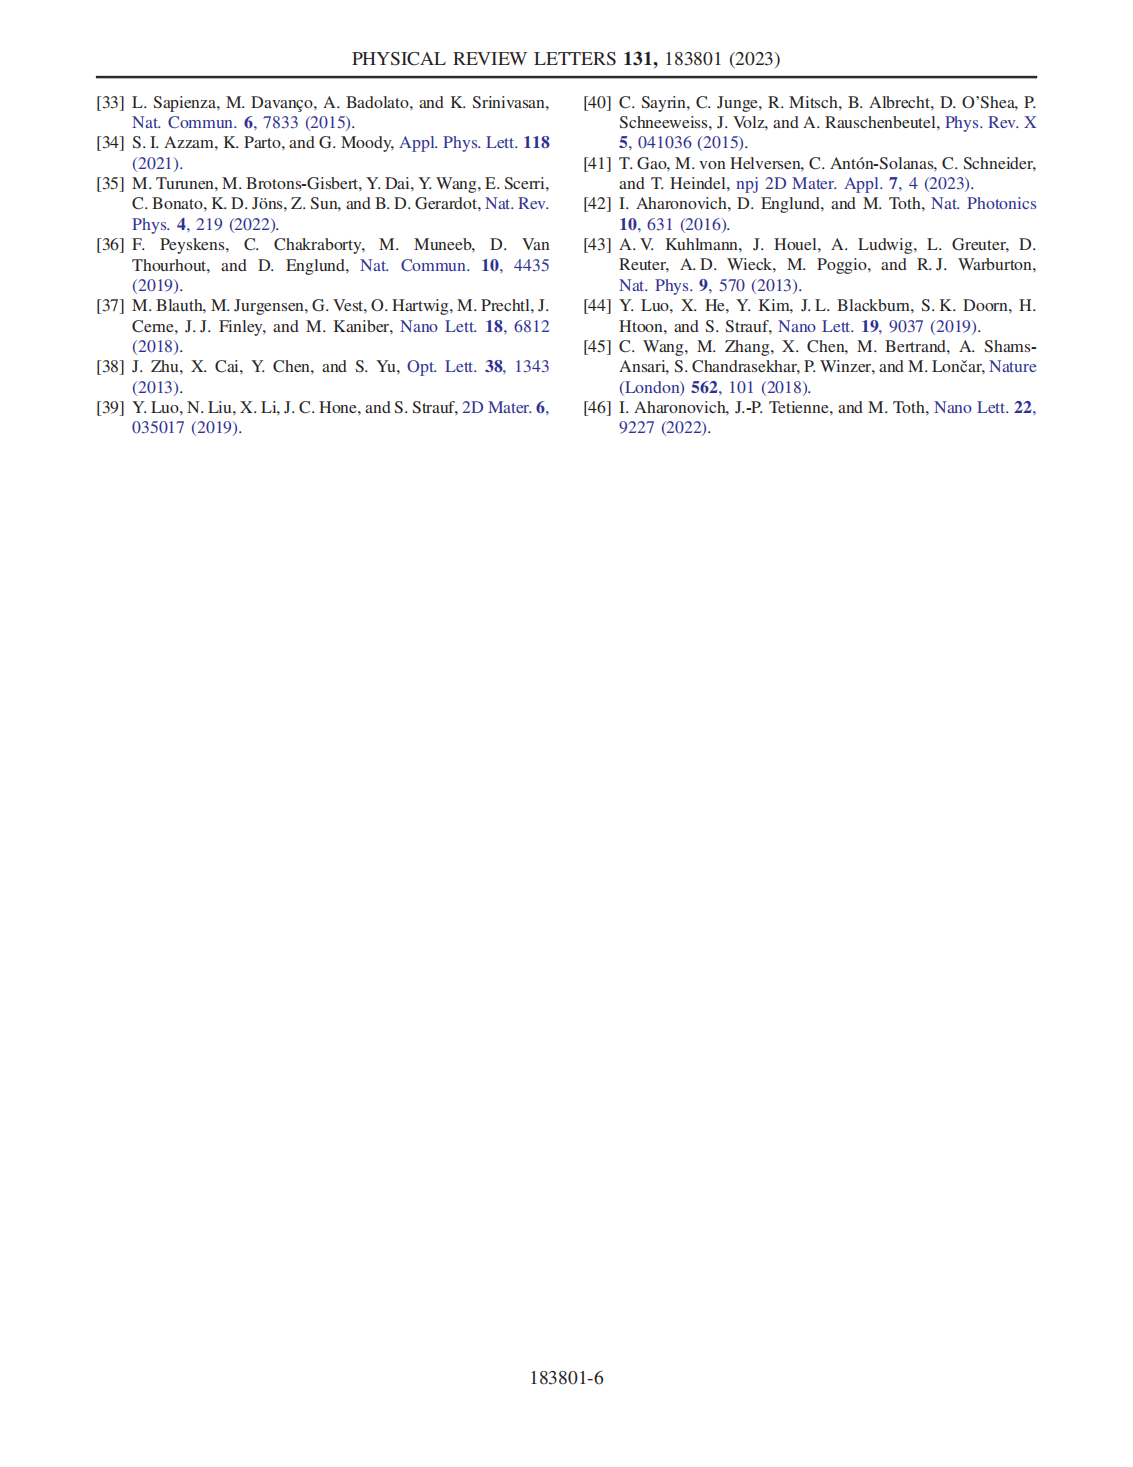 PHYSICAL REVIEW LETTERS 131, 183801 (2023)
[33] L. Sapienza, M. Davanço, A. Badolato, and K. Srinivasan,
Nat. Commun. 6, 7833 (2015).
[34] S. I. Azzam, K. Parto, and G. Moody, Appl. Phys. Lett. 118
(2021).
[35] M. Turunen, M. Brotons-Gisbert, Y. Dai, Y. Wang, E. Scerri,
C. Bonato, K. D. Jöns, Z. Sun, and B. D. Gerardot, Nat. Rev.
Phys. 4, 219 (2022).
[36] F. Peyskens, C. Chakraborty, M. Muneeb, D. Van
Thourhout, and D. Englund, Nat. Commun. 10, 4435
(2019).
[37] M. Blauth, M. Jurgensen, G. Vest, O. Hartwig, M. Prechtl, J.
Cerne, J. J. Finley, and M. Kaniber, Nano Lett. 18, 6812
(2018).
[38] J. Zhu, X. Cai, Y. Chen, and S. Yu, Opt. Lett. 38, 1343
(2013).
[39] Y. Luo, N. Liu, X. Li, J. C. Hone, and S. Strauf, 2D Mater. 6,
035017 (2019).
[40] C. Sayrin, C. Junge, R. Mitsch, B. Albrecht, D. O’Shea, P.
Schneeweiss, J. Volz, and A. Rauschenbeutel, Phys. Rev. X
5, 041036 (2015).
[41] T. Gao, M. von Helversen, C. Antón-Solanas, C. Schneider,
and T. Heindel, npj 2D Mater. Appl. 7, 4 (2023).
[42] I. Aharonovich, D. Englund, and M. Toth, Nat. Photonics
10, 631 (2016).
[43] A. V. Kuhlmann, J. Houel, A. Ludwig, L. Greuter, D.
Reuter, A. D. Wieck, M. Poggio, and R. J. Warburton,
Nat. Phys. 9, 570 (2013).
[44] Y. Luo, X. He, Y. Kim, J. L. Blackburn, S. K. Doorn, H.
Htoon, and S. Strauf, Nano Lett. 19, 9037 (2019).
[45] C. Wang, M. Zhang, X. Chen, M. Bertrand, A. Shams-
Ansari, S. Chandrasekhar, P. Winzer, and M. Lončar, Nature
(London) 562, 101 (2018).
[46] I. Aharonovich, J.-P. Tetienne, and M. Toth, Nano Lett. 22,
9227 (2022).
183801-6